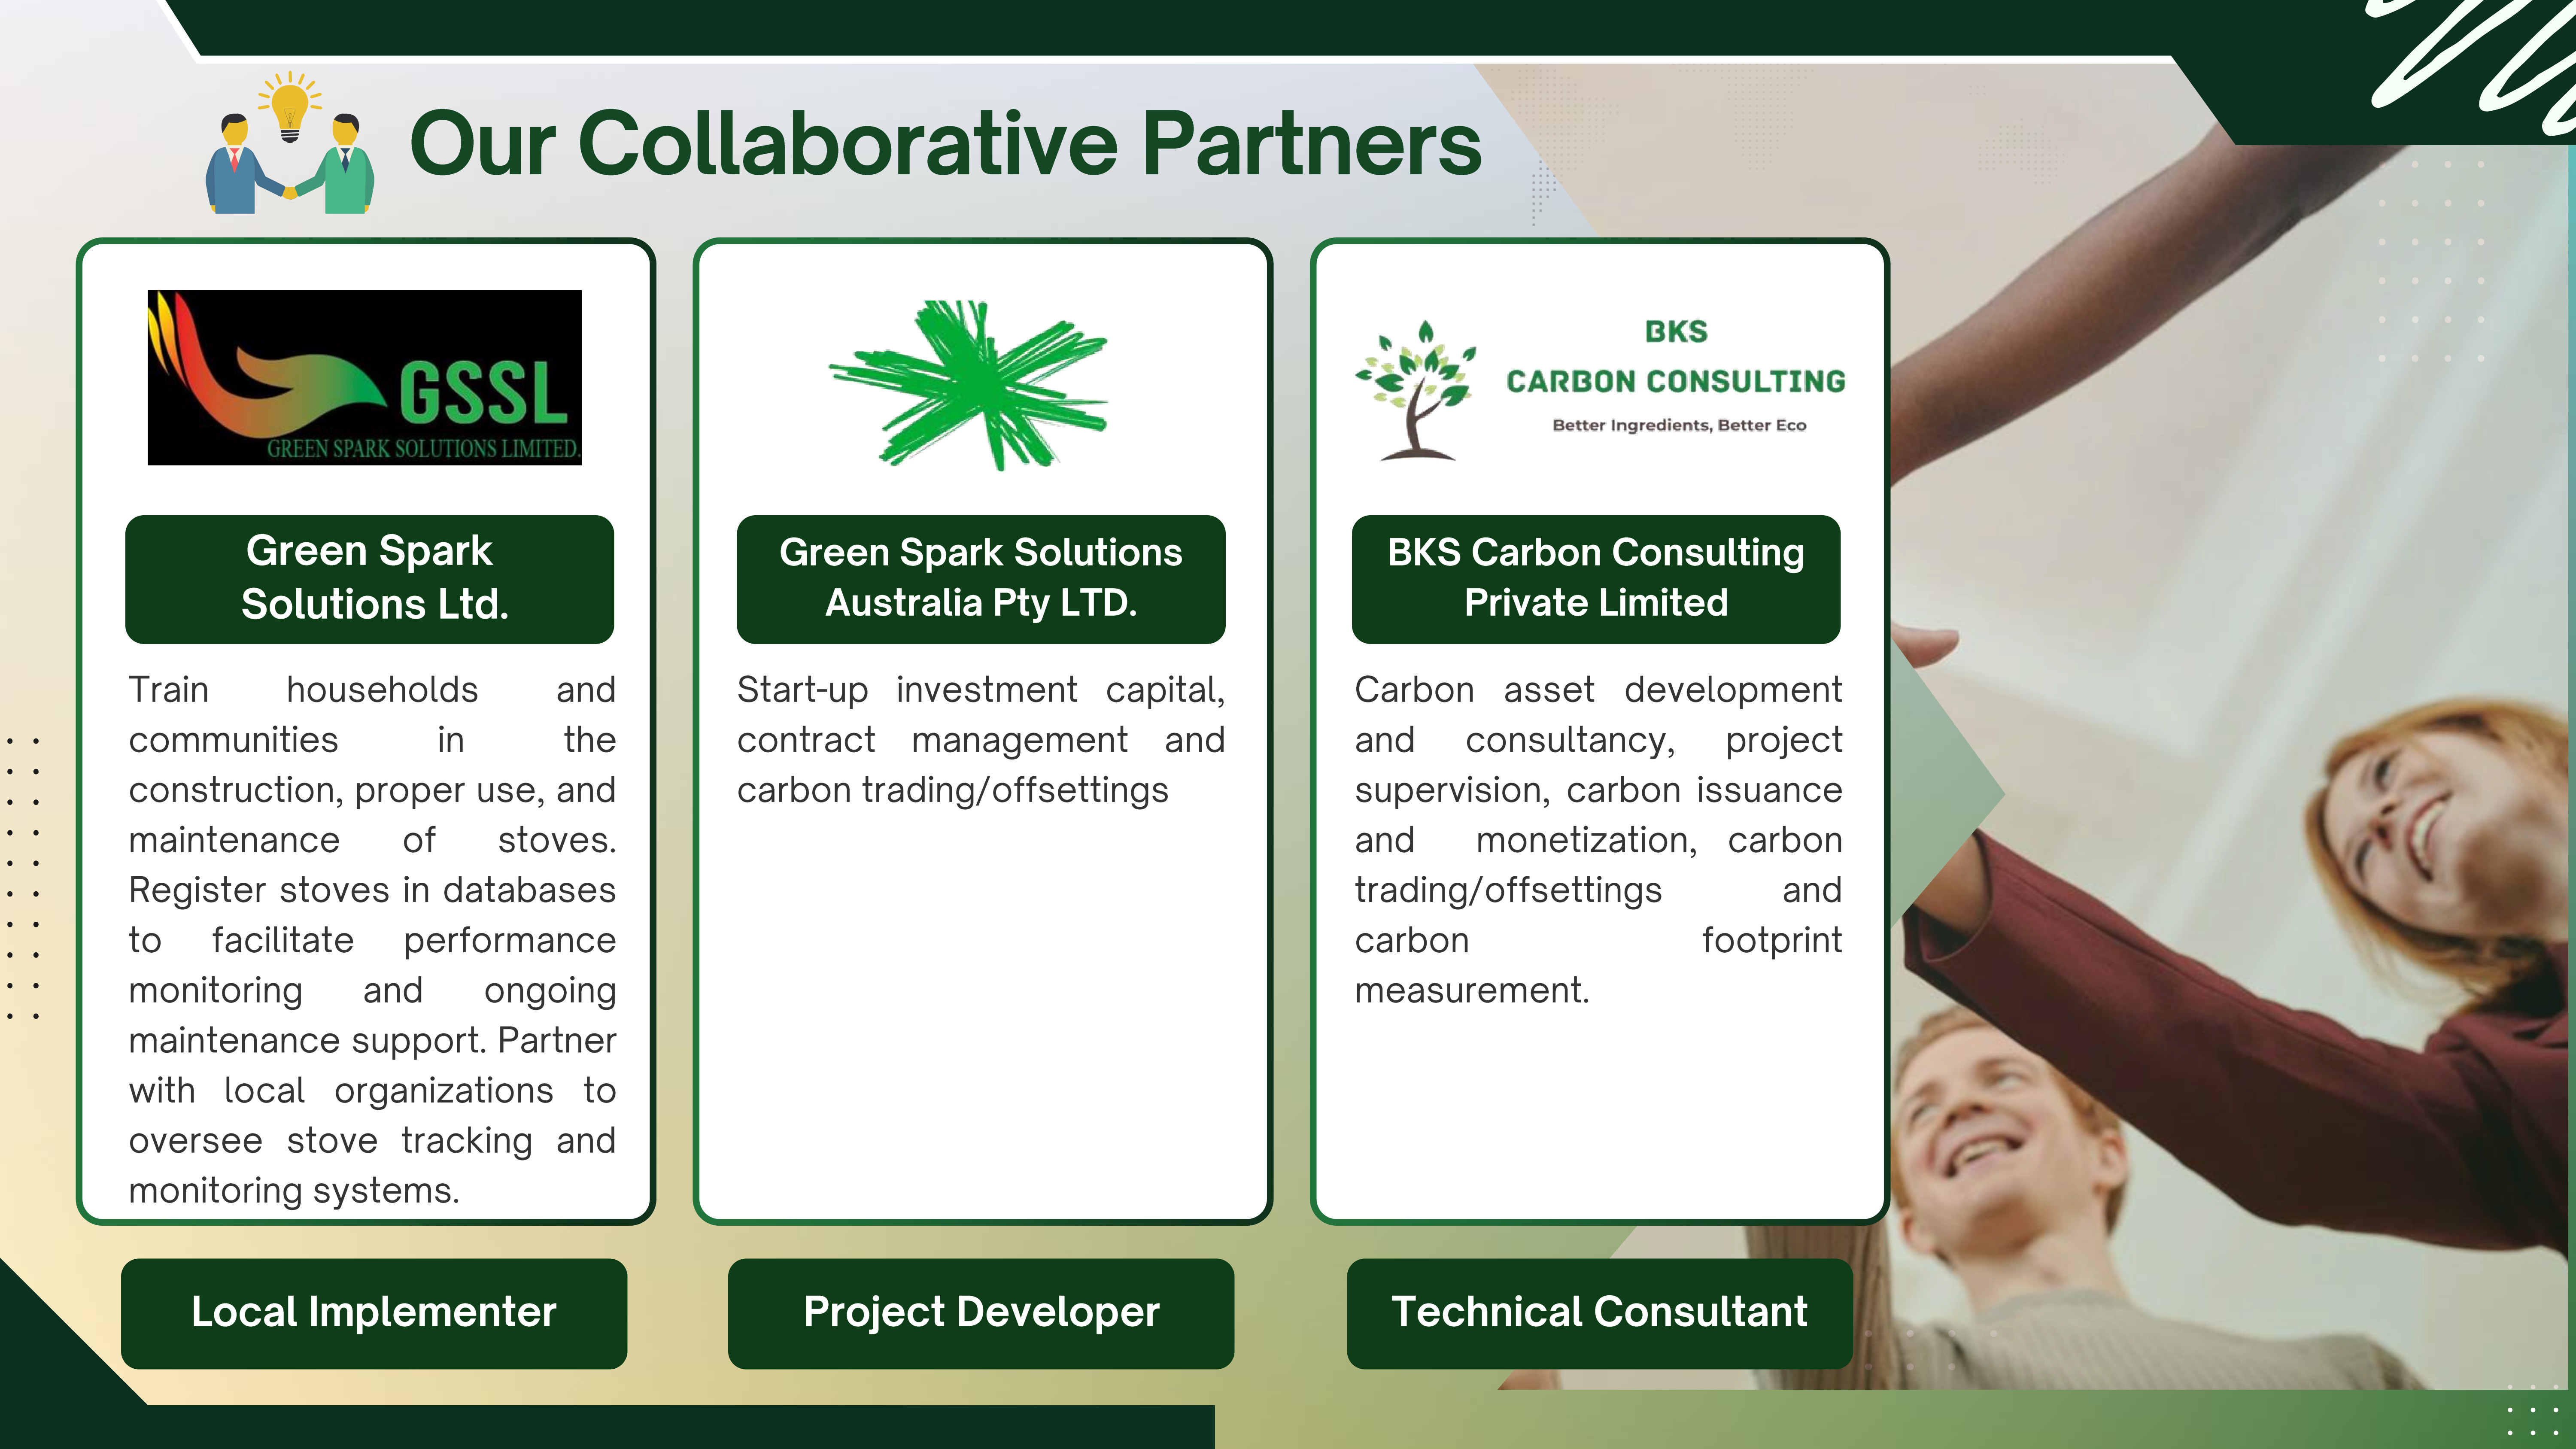 Our Collaborative Partners
GSSL
GREEN SPARK SOLUTIONS LIMITED.
Green Spark
Solutions Ltd.
Train households and
communities in the
construction, proper use, and
maintenance of stoves.
Register stoves in databases
to facilitate performance
monitoring and ongoing
maintenance support. Partner
with local organizations to
oversee stove tracking and
monitoring systems.
Local Implementer
Green Spark Solutions
Australia Pty LTD.
Start-up investment capital,
contract management and
carbon trading/offsettings
Project Developer
BKS
CARBON CONSULTING
Better Ingredients, Better Eco
BKS Carbon Consulting
Private Limited
Carbon asset development
and consultancy, project
supervision, carbon issuance
and monetization, carbon
trading/offsettings and
carbon footprint
measurement.
Technical Consultant